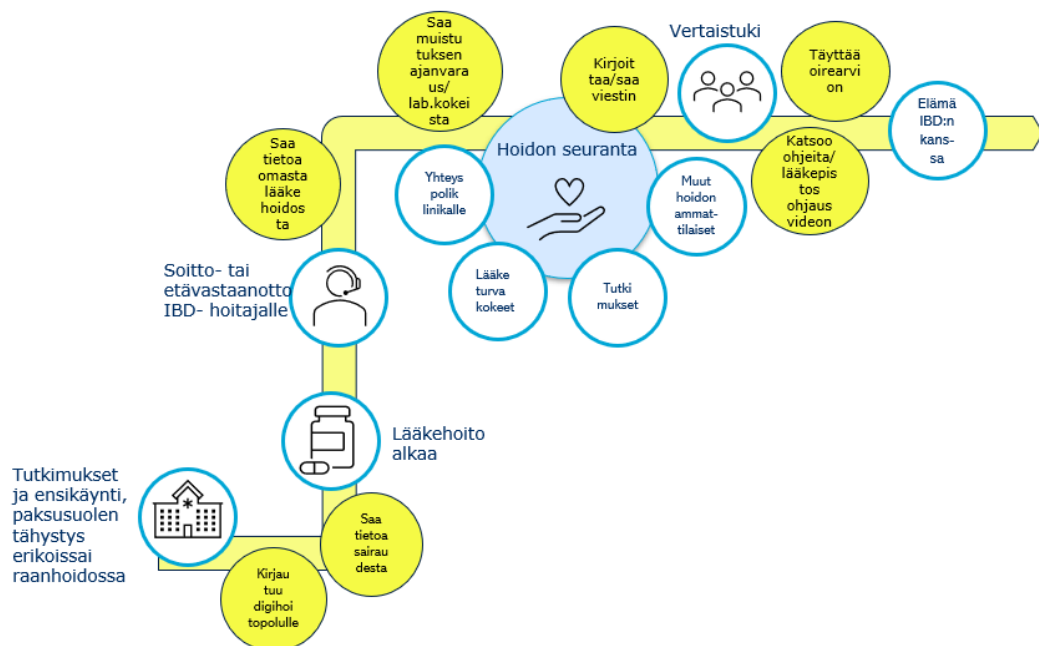 Saa
muistu
tuksen
ajanvara
us/
lab.kokei
sta
Kirjoit
taa/saa
viestin
Vertaistuki
Täyttää
oirearvi
on
Elämä
IBD:n
kans-
sa
Saa
tietoa
omasta
lääke
hoidos
ta
Hoidon seuranta
Katsoo
ohjeita/
lääkepis
tos
ohjaus
videon
Yhteys
polik
linikalle
Muut
hoidon
ammat-
tilaiset
Lääke
turva
kokeet
Tutki
mukset
Soitto- tai
etävastaanotto
IBD- hoitajalle
Lääkehoito
alkaa
Tutkimukset
ja ensikäynti,
paksusuolen
tähystys
erikoissai
raanhoidossa
Saa
tietoa
sairau
desta
Kirjau
tuu
digihoi
topolulle